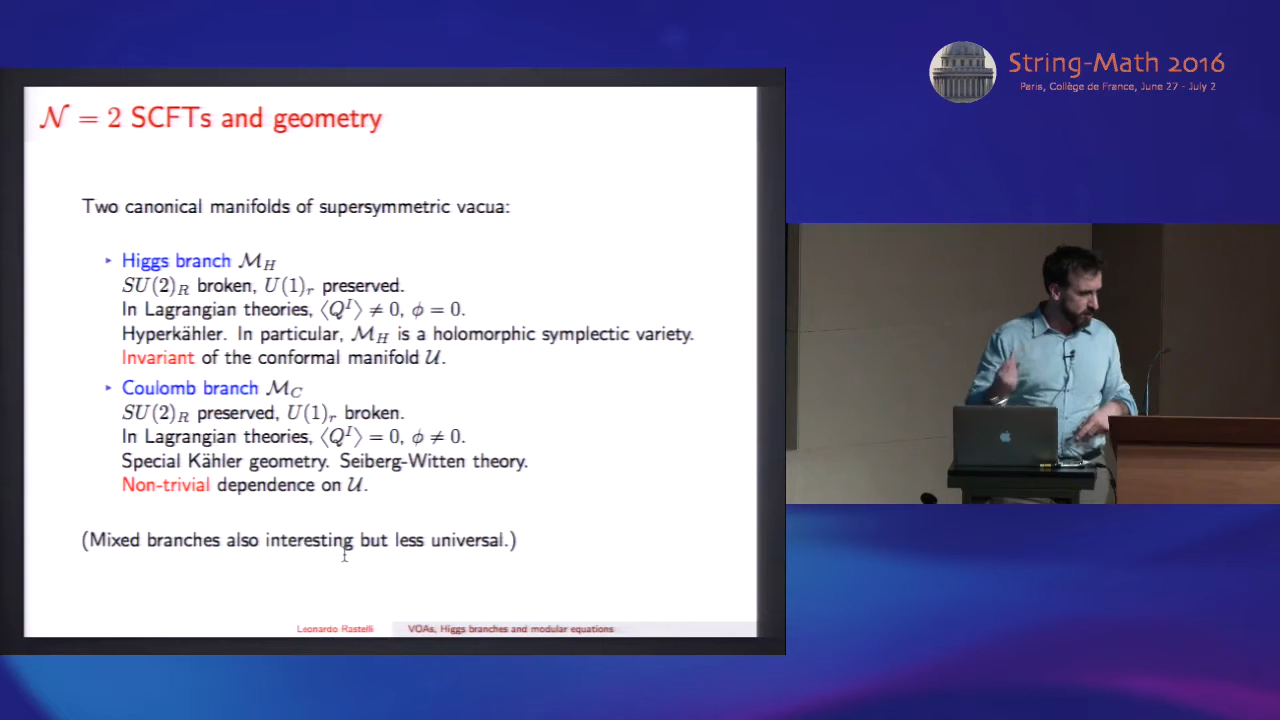 String-Math 2016
Paris, Collège de France, June 27 - July 2
𝒩 = 2 SCFTs and geometry
Two canonical manifolds of supersymmetric vacua:
▸ Higgs branch ℳ_H
SU(2)_R broken, U(1)_r preserved.
In Lagrangian theories, ⟨Q^I⟩ ≠ 0, ϕ = 0.
Hyperkähler. In particular, ℳ_H is a holomorphic symplectic variety.
Invariant of the conformal manifold 𝒰.
▸ Coulomb branch ℳ_C
SU(2)_R preserved, U(1)_r broken.
In Lagrangian theories, ⟨Q^I⟩ = 0, ϕ ≠ 0.
Special Kähler geometry. Seiberg-Witten theory.
Non-trivial dependence on 𝒰.
(Mixed branches also interesting but less universal.)
Leonardo Rastelli VOAs, Higgs branches and modular equations